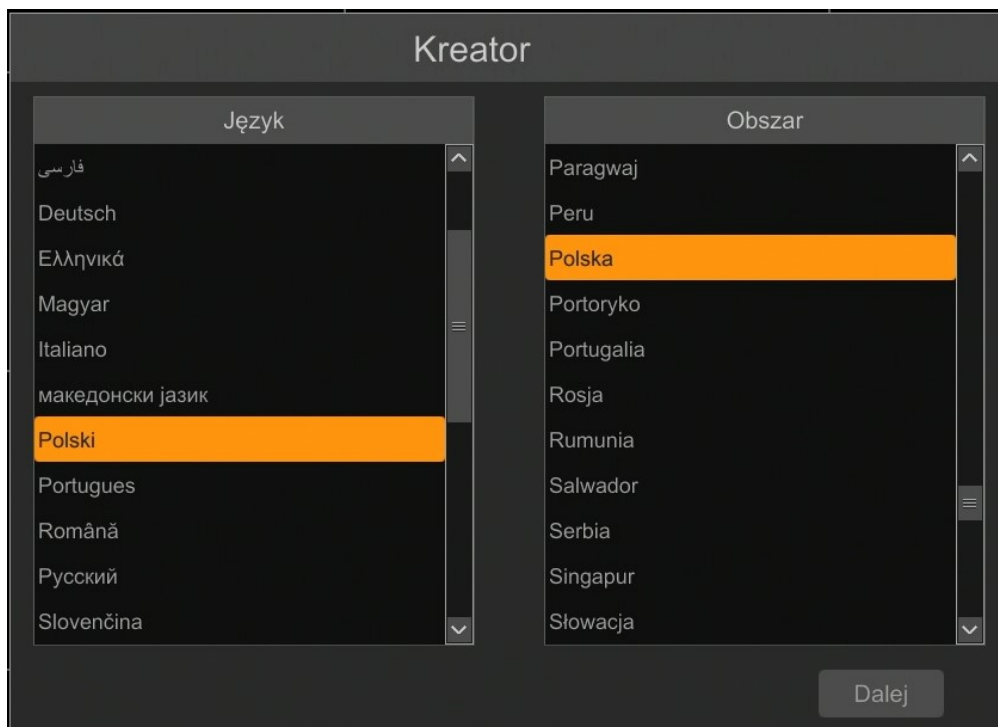 Kreator
Język
فارسی
Deutsch
Ελληνικά
Magyar
Italiano
македонски јазик
Polski
Portugues
Română
Русский
Slovenčina
Obszar
Paragwaj
Peru
Polska
Portoryko
Portugalia
Rosja
Rumunia
Salwador
Serbia
Singapur
Słowacja
Dalej